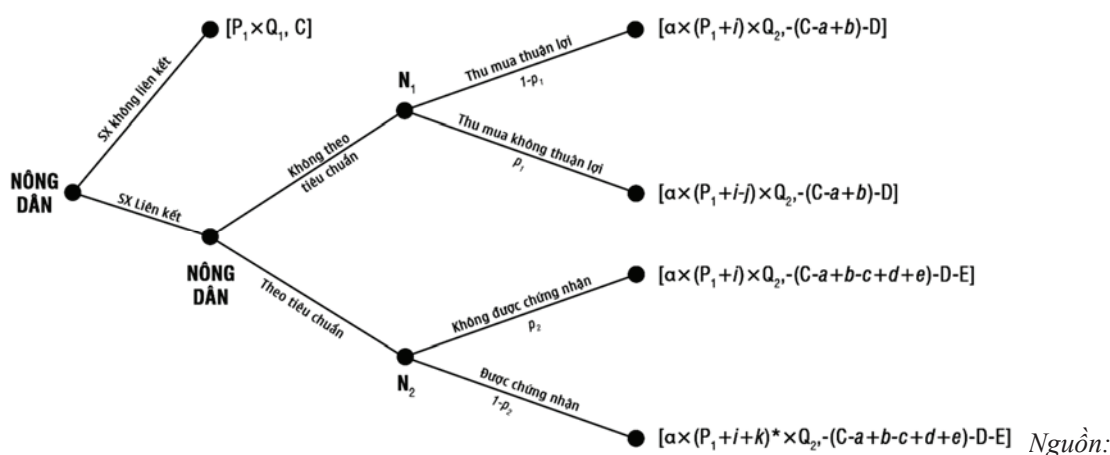 [P₁×Q₁, C]
SX không liên kết
NÔNG
DÂN
SX Liên kết
NÔNG
DÂN
Không theo
tiêu chuẩn
N₁
Thu mua thuận lợi
1-p₁
[α×(P₁+i)×Q₂,-(C-a+b)-D]
Thu mua không thuận lợi
p₁
[α×(P₁+i-j)×Q₂,-(C-a+b)-D]
Theo tiêu chuẩn
N₂
Không được chứng nhận
p₂
[α×(P₁+i)×Q₂,-(C-a+b-c+d+e)-D-E]
Được chứng nhận
1-p₂
[α×(P₁+i+k)*×Q₂,-(C-a+b-c+d+e)-D-E]
Nguồn: